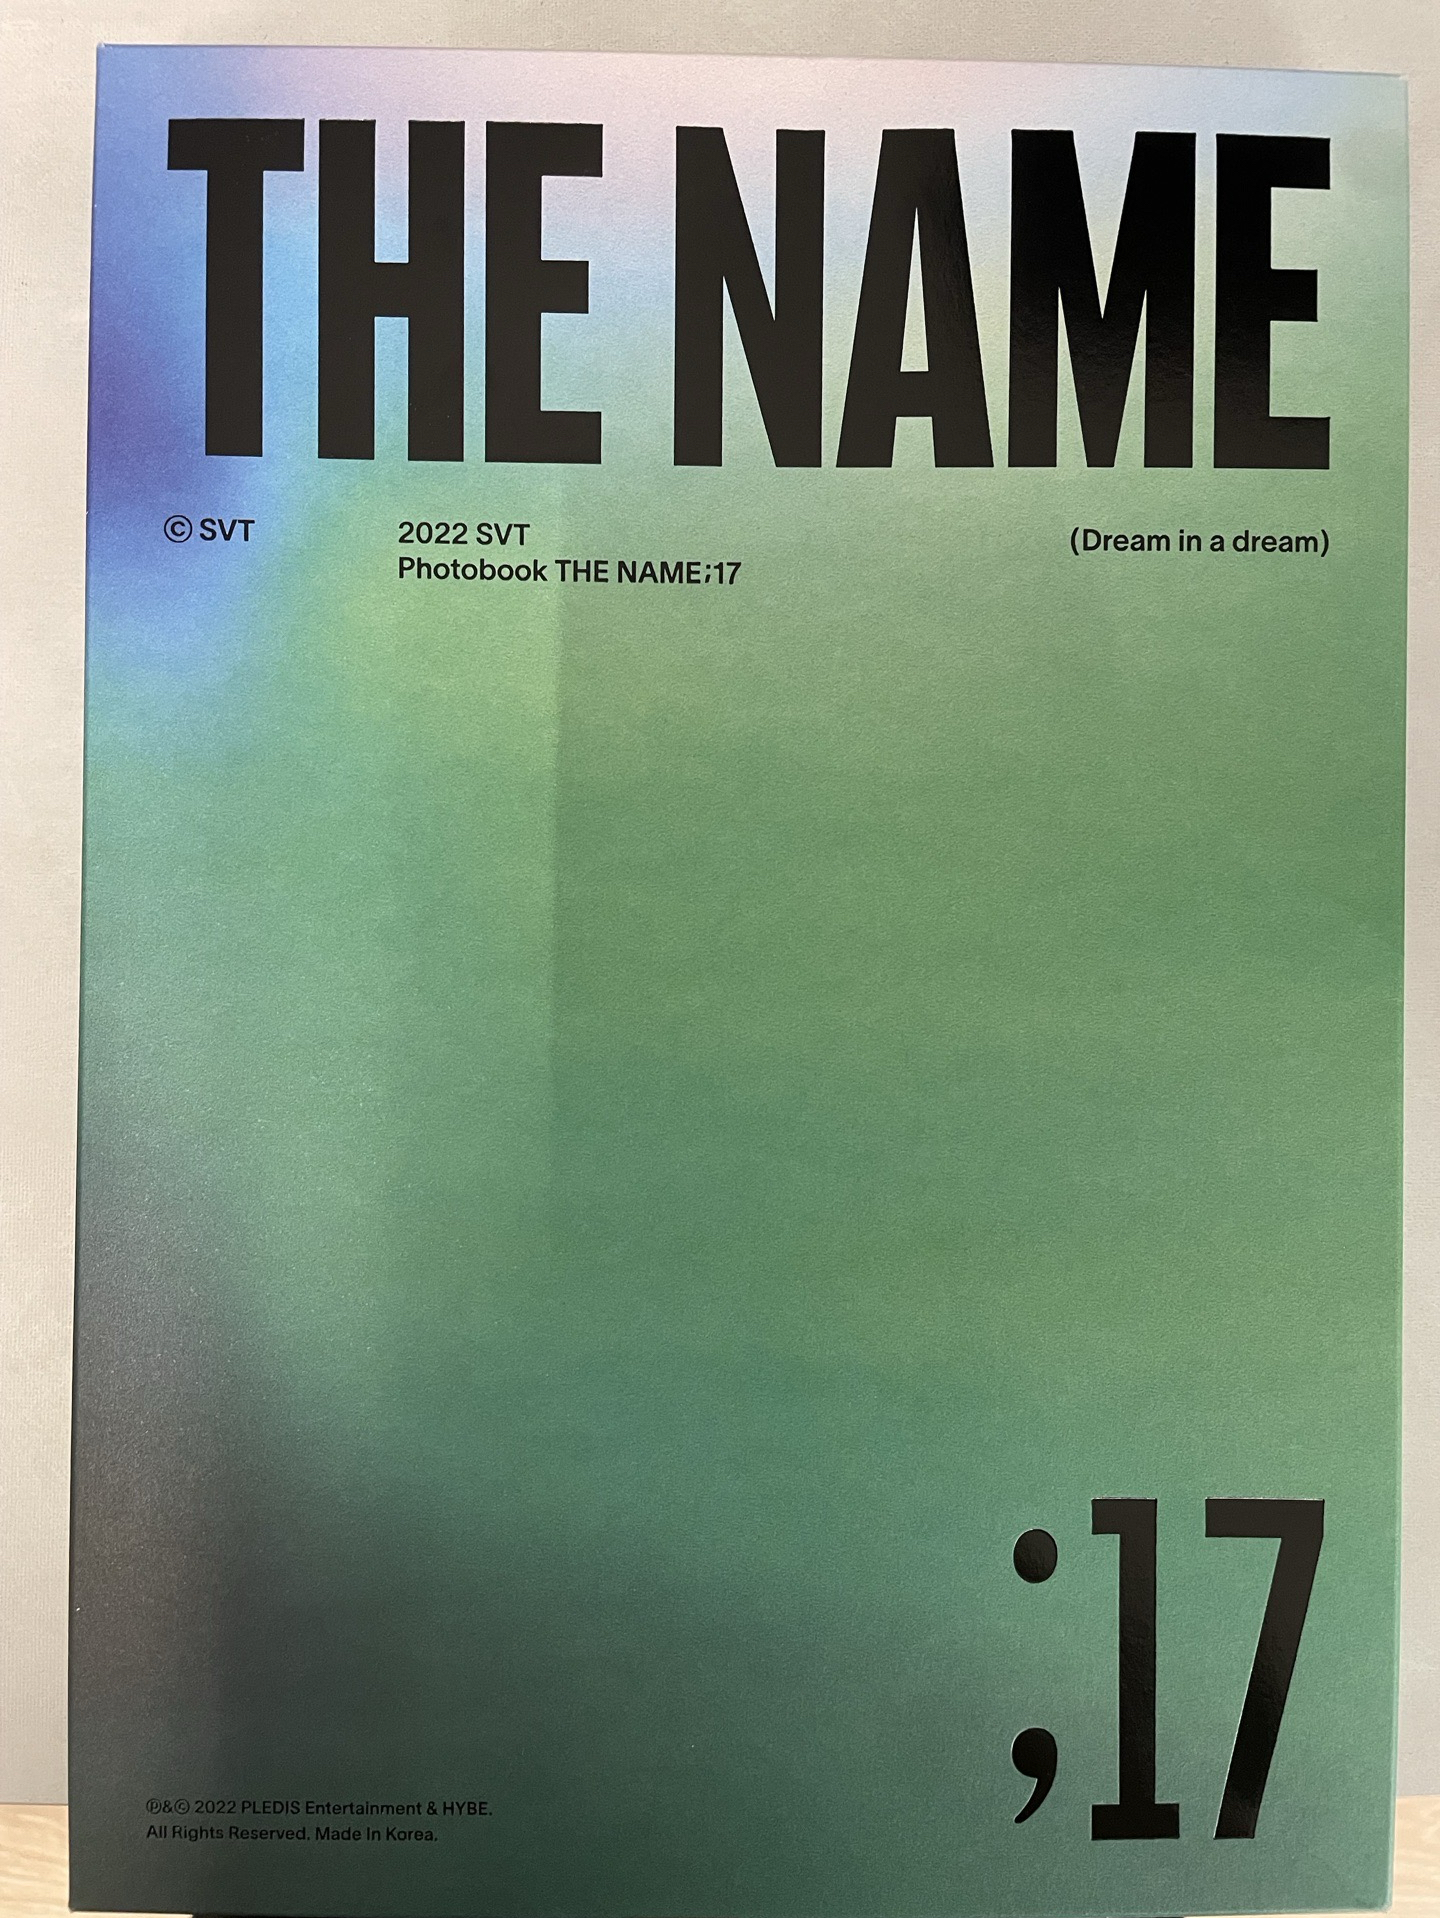 THE NAME
© SVT
2022 SVT
Photobook THE NAME;17
(Dream in a dream)
;17
℗&© 2022 PLEDIS Entertainment & HYBE.
All Rights Reserved. Made In Korea.